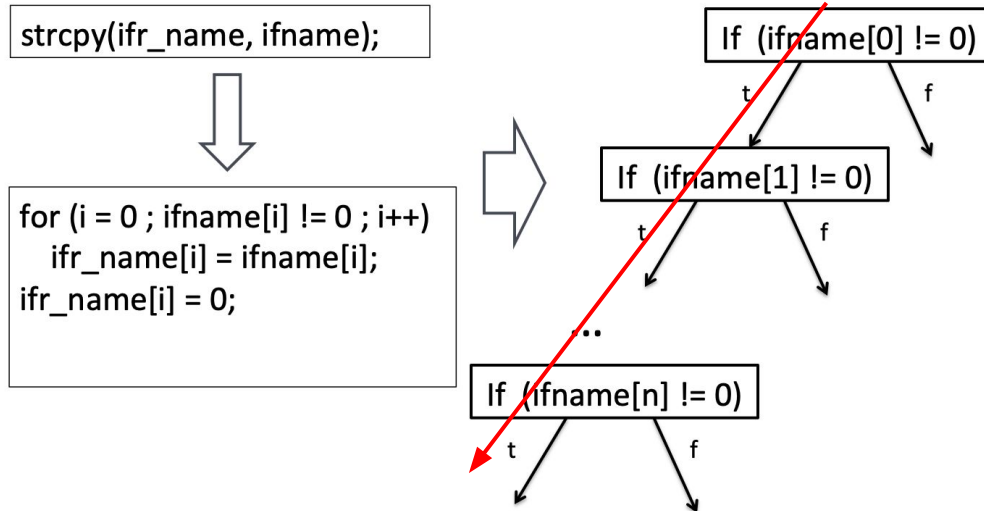 strcpy(ifr_name, ifname);
for (i = 0 ; ifname[i] != 0 ; i++)
ifr_name[i] = ifname[i];
ifr_name[i] = 0;
If (ifname[0] != 0)
t
f
If (ifname[1] != 0)
t
f
...
If (ifname[n] != 0)
t
f